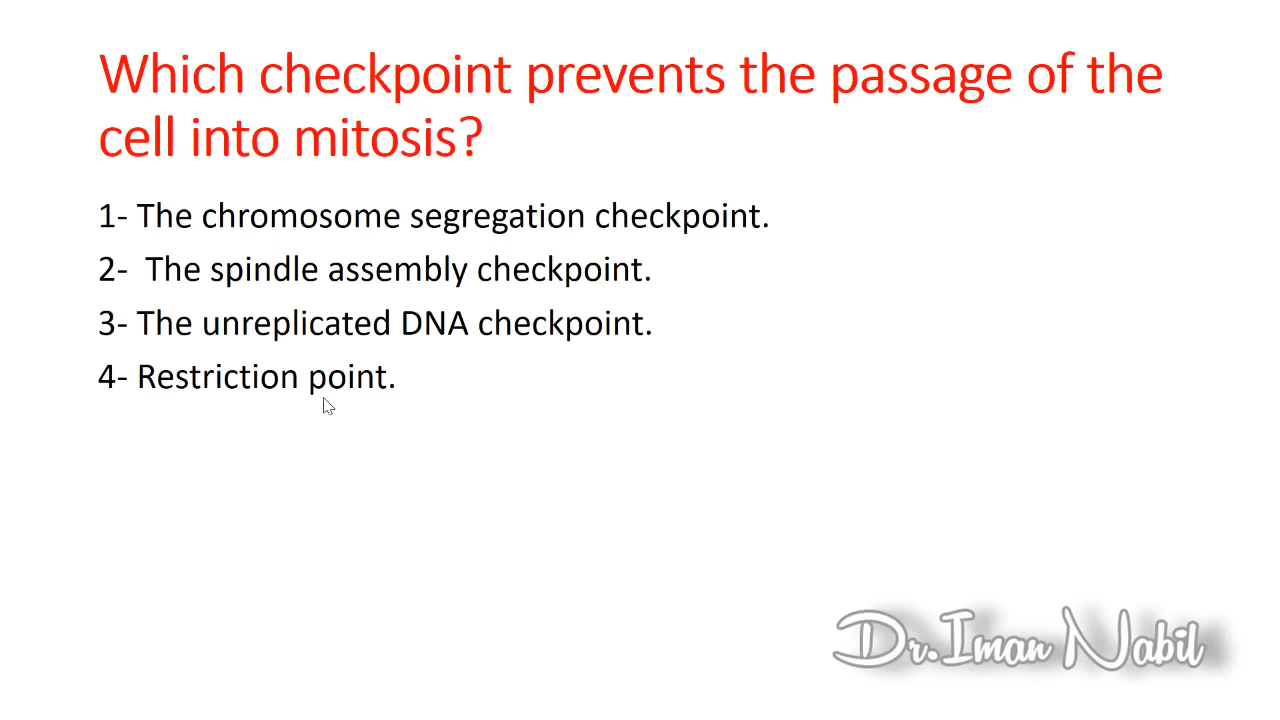 Which checkpoint prevents the passage of the
cell into mitosis?
1- The chromosome segregation checkpoint.
2- The spindle assembly checkpoint.
3- The unreplicated DNA checkpoint.
4- Restriction point.
Dr.Iman Nabil